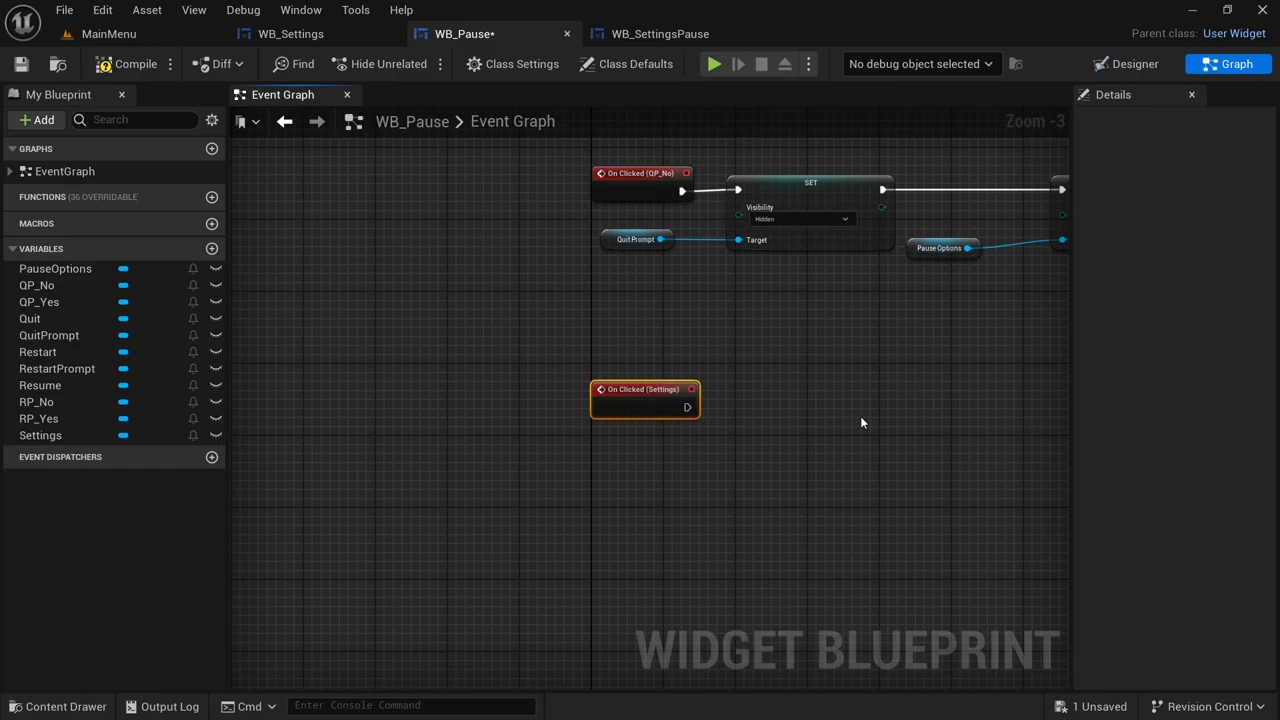 File Edit Asset View Debug Window Tools Help
MainMenu WB_Settings WB_Pause* WB_SettingsPause
Parent class: User Widget
Compile Diff Find Hide Unrelated Class Settings Class Defaults No debug object selected Designer Graph
My Blueprint
Event Graph
Details
+ Add Search
WB_Pause > Event Graph
Zoom -3
GRAPHS
EventGraph
FUNCTIONS (36 OVERRIDABLE
MACROS
VARIABLES
PauseOptions
QP_No
QP_Yes
Quit
QuitPrompt
Restart
RestartPrompt
Resume
RP_No
RP_Yes
Settings
EVENT DISPATCHERS
On Clicked (QP_No)
SET
Visibility
Hidden
Quit Prompt
Target
Pause Options
On Clicked (Settings)
WIDGET BLUEPRINT
Content Drawer Output Log Cmd Enter Console Command 1 Unsaved Revision Control